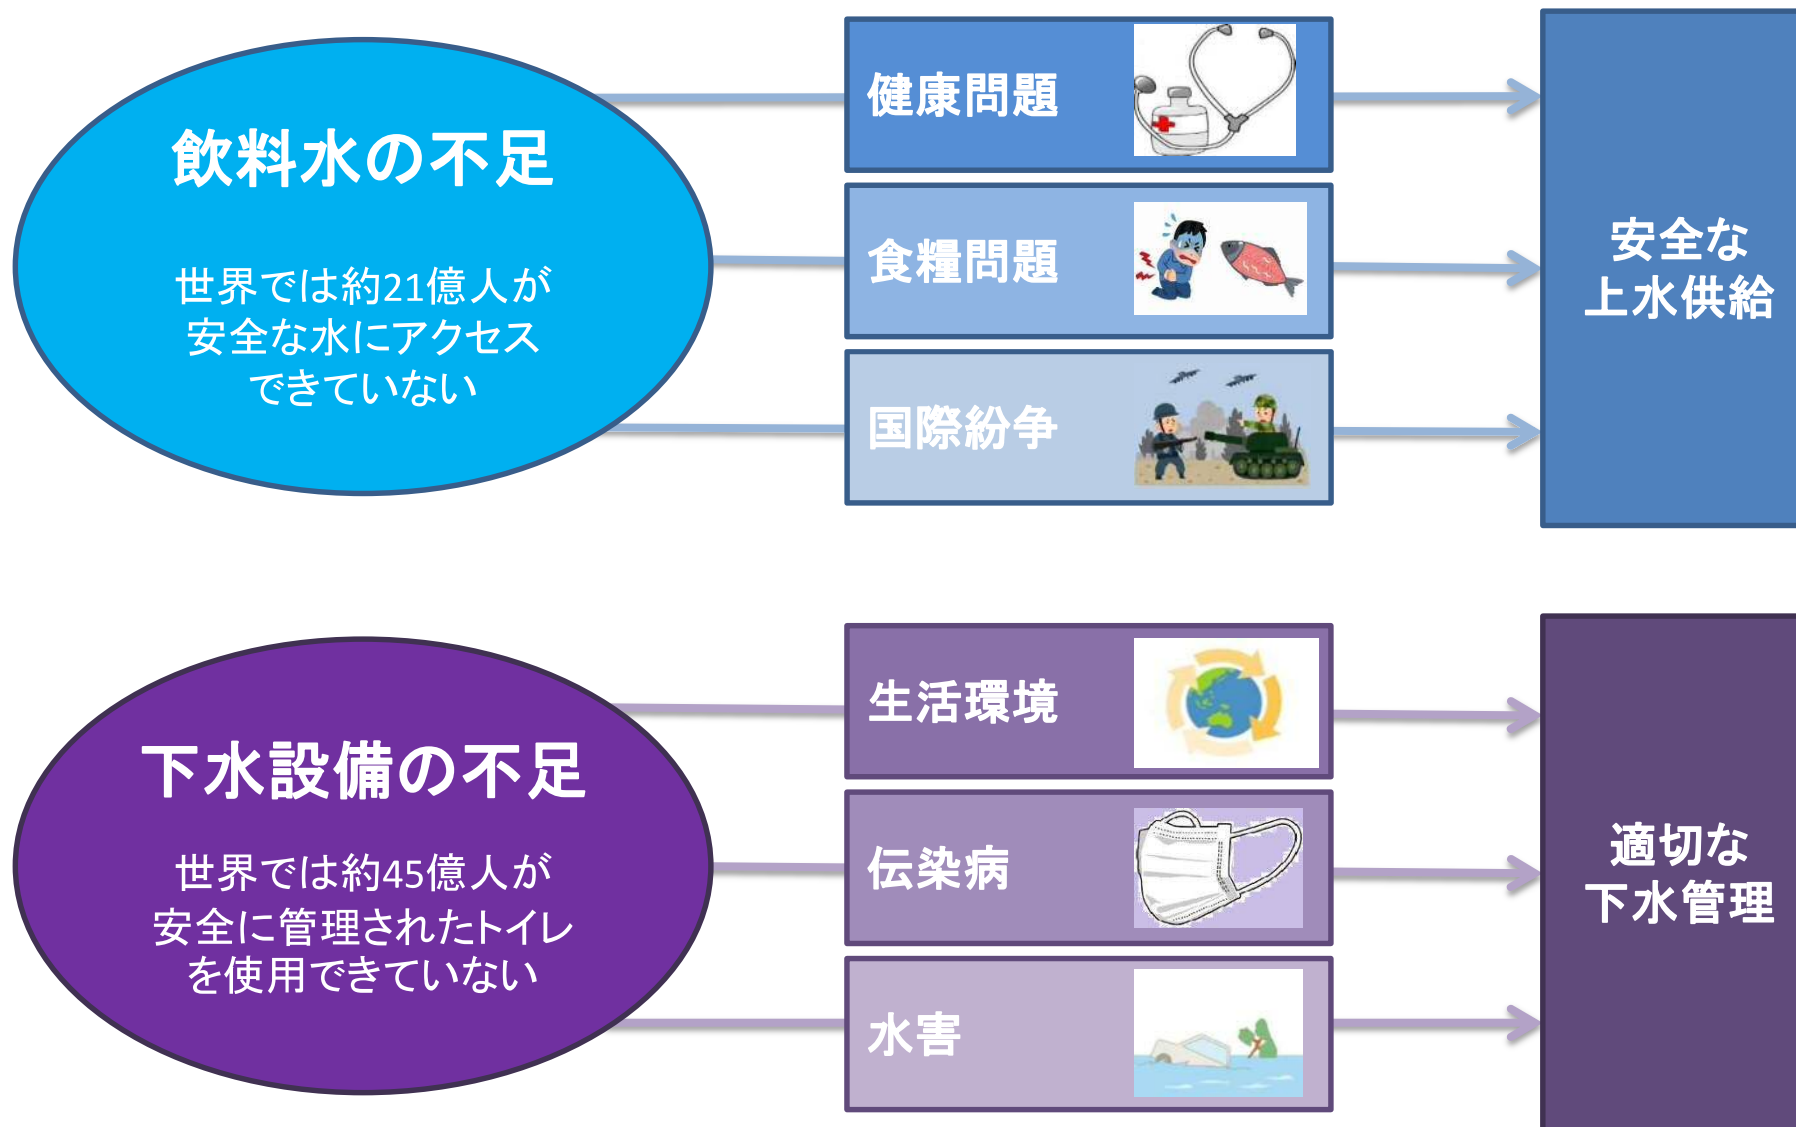 飲料水の不足
世界では約21億人が
安全な水にアクセス
できていない
健康問題
食糧問題
国際紛争
安全な
上水供給
下水設備の不足
世界では約45億人が
安全に管理されたトイレ
を使用できていない
生活環境
伝染病
水害
適切な
下水管理